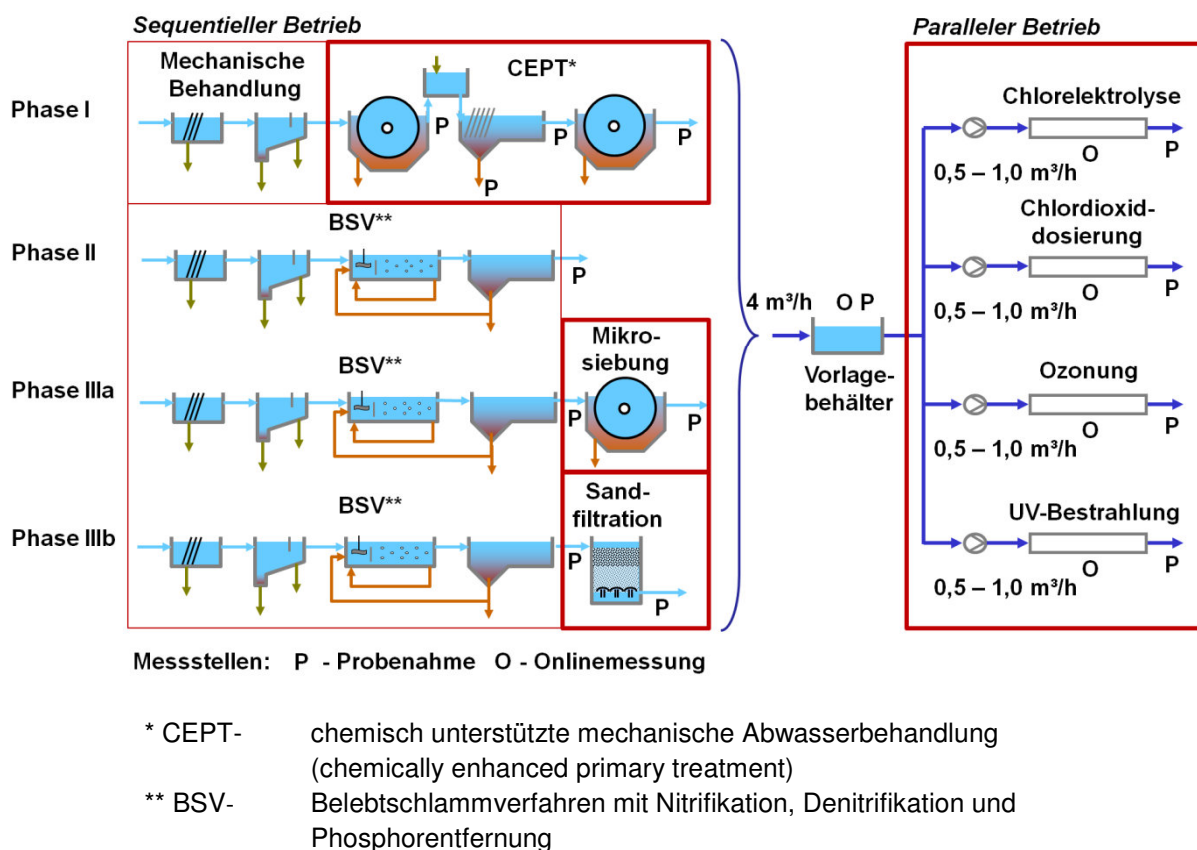 Sequentieller Betrieb
Paralleler Betrieb
Mechanische
Behandlung
CEPT*
Phase I
P
P
P
P
Chlorelektrolyse
0,5 – 1,0 m³/h
O
P
Phase II
BSV**
P
Chlordioxid-
dosierung
0,5 – 1,0 m³/h
O
P
4 m³/h
O P
Vorlage-
behälter
Phase IIIa
BSV**
P
Mikro-
siebung
P
Ozonung
0,5 – 1,0 m³/h
O
P
Phase IIIb
BSV**
P
Sand-
filtration
P
UV-Bestrahlung
0,5 – 1,0 m³/h
O
P
Messstellen: P - Probenahme O - Onlinemessung
* CEPT- chemisch unterstützte mechanische Abwasserbehandlung
(chemically enhanced primary treatment)
** BSV- Belebtschlammverfahren mit Nitrifikation, Denitrifikation und
Phosphorentfernung